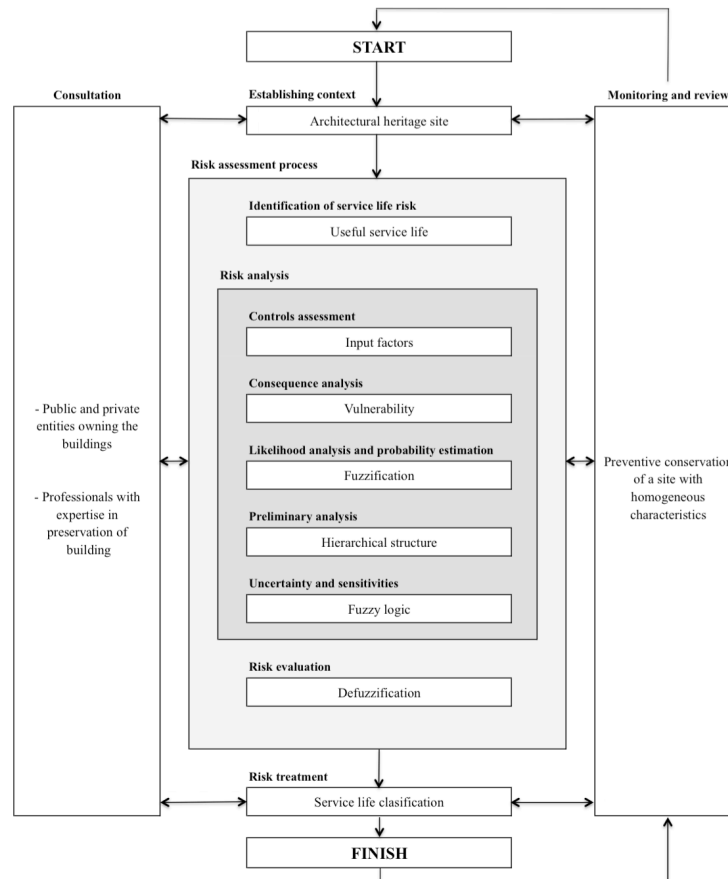 START
Consultation
Establishing context
Monitoring and review
Architectural heritage site
Risk assessment process
Identification of service life risk
Useful service life
Risk analysis
Controls assessment
Input factors
Consequence analysis
Vulnerability
Likelihood analysis and probability estimation
Fuzzification
Preliminary analysis
Hierarchical structure
Uncertainty and sensitivities
Fuzzy logic
Risk evaluation
Defuzzification
- Public and private
entities owning the
buildings
- Professionals with
expertise in
preservation of
building
Preventive conservation
of a site with
homogeneous
characteristics
Risk treatment
Service life clasification
FINISH